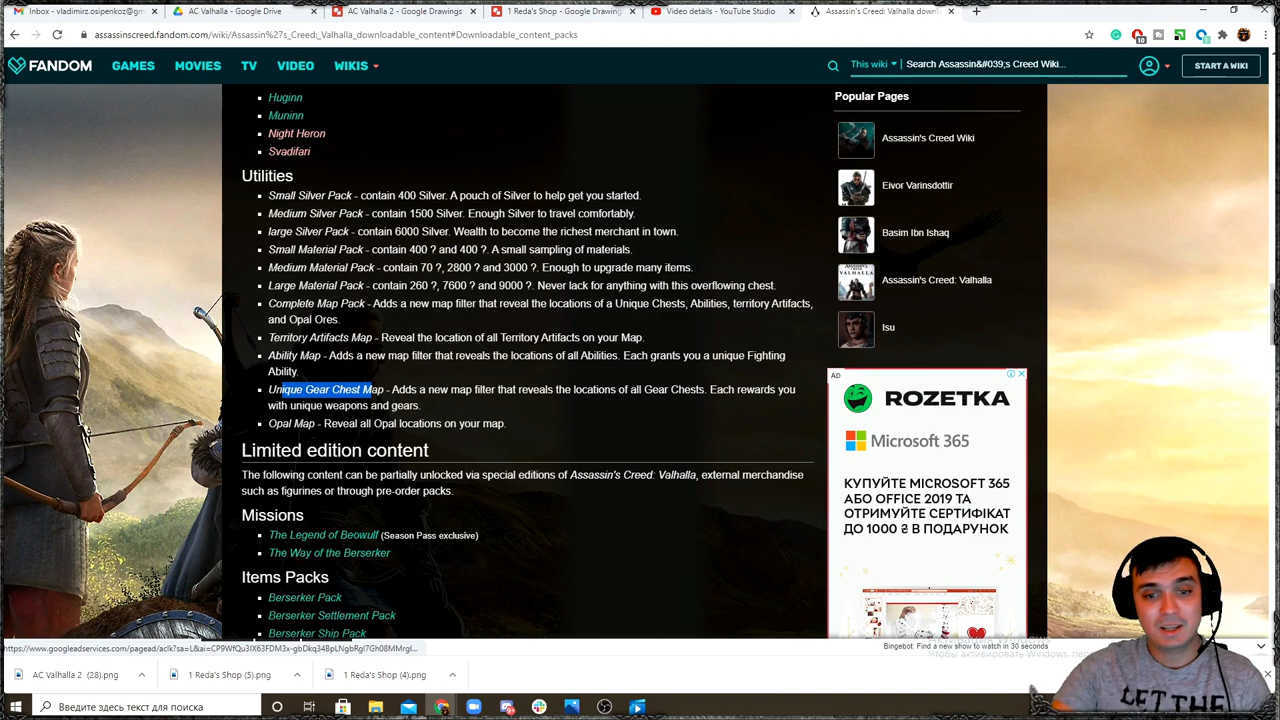 Inbox - vladimirz.osipenkoz@gm
AC Valhalla - Google Drive
AC Valhalla 2 - Google Drawings
1 Reda's Shop - Google Drawing
Video details - YouTube Studio
Assassin's Creed: Valhalla down
assassinscreed.fandom.com/wiki/Assassin%27s_Creed:_Valhalla_downloadable_content#Downloadable_content_packs
FANDOM
GAMES
MOVIES
TV
VIDEO
WIKIS
This wiki
Search Assassin&#039;s Creed Wiki...
START A WIKI
Huginn
Muninn
Night Heron
Svadifari
Utilities
Small Silver Pack - contain 400 Silver. A pouch of Silver to help get you started.
Medium Silver Pack - contain 1500 Silver. Enough Silver to travel comfortably.
large Silver Pack - contain 6000 Silver. Wealth to become the richest merchant in town.
Small Material Pack - contain 400 ? and 400 ?. A small sampling of materials.
Medium Material Pack - contain 70 ?, 2800 ? and 3000 ?. Enough to upgrade many items.
Large Material Pack - contain 260 ?, 7600 ? and 9000 ?. Never lack for anything with this overflowing chest.
Complete Map Pack - Adds a new map filter that reveal the locations of a Unique Chests, Abilities, territory Artifacts,
and Opal Ores.
Territory Artifacts Map - Reveal the location of all Territory Artifacts on your Map.
Ability Map - Adds a new map filter that reveals the locations of all Abilities. Each grants you a unique Fighting
Ability.
Unique Gear Chest Map - Adds a new map filter that reveals the locations of all Gear Chests. Each rewards you
with unique weapons and gears.
Opal Map - Reveal all Opal locations on your map.
Limited edition content
The following content can be partially unlocked via special editions of Assassin's Creed: Valhalla, external merchandise
such as figurines or through pre-order packs.
Missions
The Legend of Beowulf (Season Pass exclusive)
The Way of the Berserker
Items Packs
Berserker Pack
Berserker Settlement Pack
Berserker Ship Pack
Popular Pages
Assassin's Creed Wiki
Eivor Varinsdottir
Basim Ibn Ishaq
Assassin's Creed: Valhalla
Isu
AD
ROZETKA
Microsoft 365
КУПУЙТЕ MICROSOFT 365
АБО OFFICE 2019 ТА
ОТРИМУЙТЕ СЕРТИФІКАТ
ДО 1000 ₴ В ПОДАРУНОК
Активация Windows
Чтобы активировать Windows,
Bingebot: Find a new show to watch in 30 seconds
AC Valhalla 2 (28).png
1 Reda's Shop (5).png
1 Reda's Shop (4).png
Введите здесь текст для поиска
LET THE